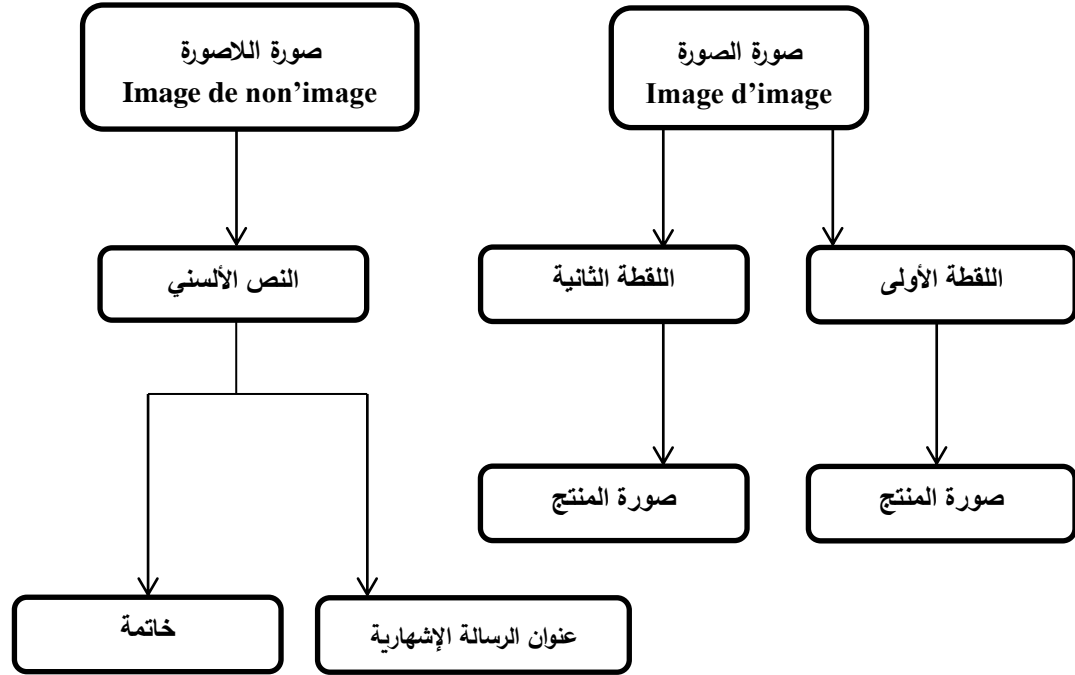 صورة الصورة
Image d’image
صورة اللاصورة
Image de non’image
اللقطة الأولى
اللقطة الثانية
النص الألسني
صورة المنتج
صورة المنتج
عنوان الرسالة الإشهارية
خاتمة